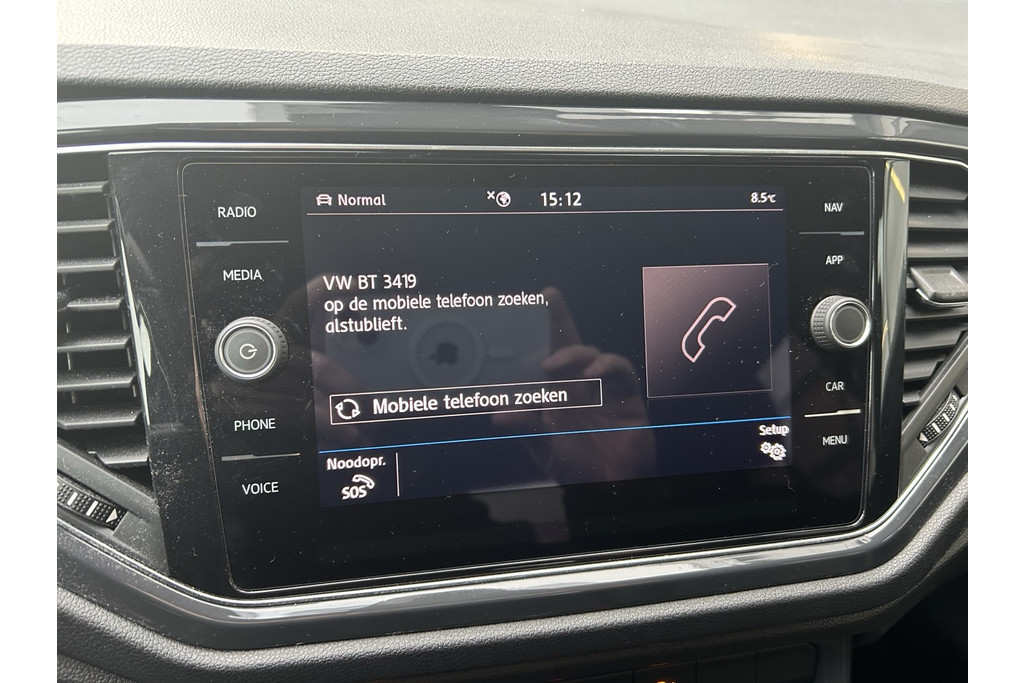 RADIO
MEDIA
PHONE
VOICE
Normal
15:12
8.5°c
VW BT 3419
op de mobiele telefoon zoeken,
alstublieft.
Mobiele telefoon zoeken
Noodopr.
SOS
Setup
NAV
APP
CAR
MENU